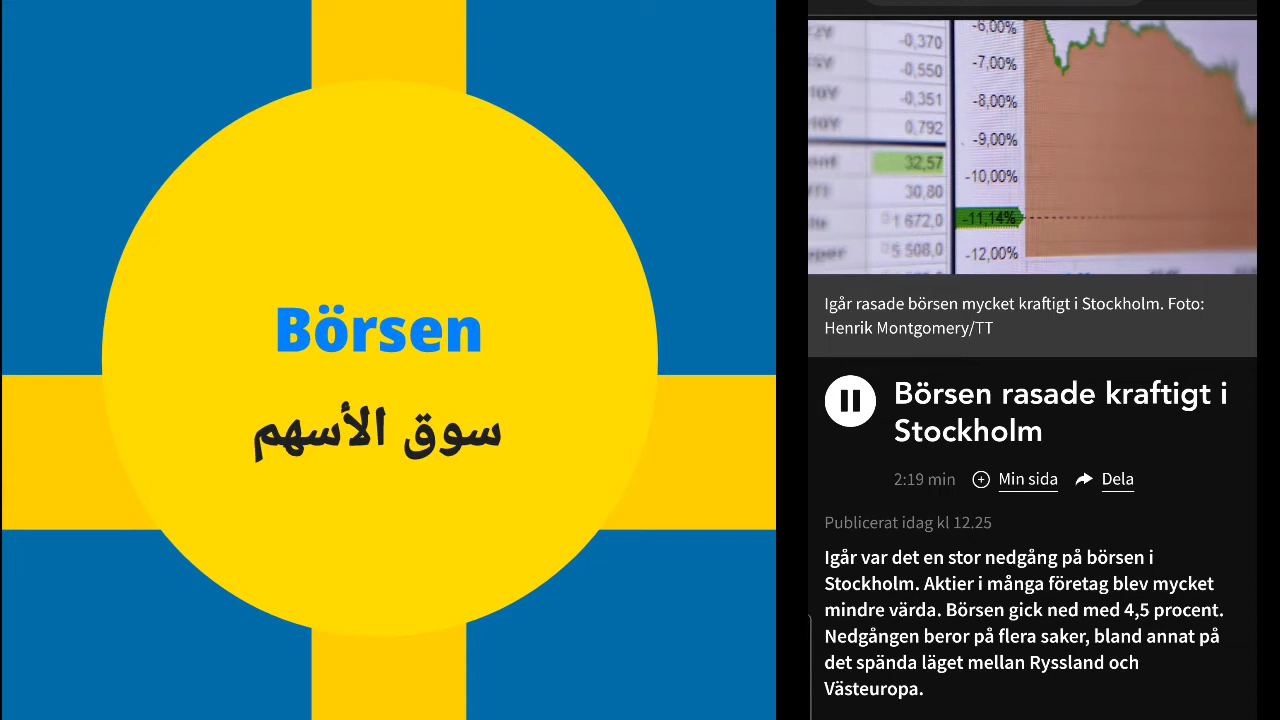 Börsen
سوق الأسهم
-0,370
-0,550
-0,351
0,792
32,57
30,80
1 672,0
5 508,0
-6,00%
-7,00%
-8,00%
-9,00%
-10,00%
-11,14%
-12,00%
Igår rasade börsen mycket kraftigt i Stockholm. Foto:
Henrik Montgomery/TT
Börsen rasade kraftigt i
Stockholm
2:19 min Min sida Dela
Publicerat idag kl 12.25
Igår var det en stor nedgång på börsen i
Stockholm. Aktier i många företag blev mycket
mindre värda. Börsen gick ned med 4,5 procent.
Nedgången beror på flera saker, bland annat på
det spända läget mellan Ryssland och
Västeuropa.